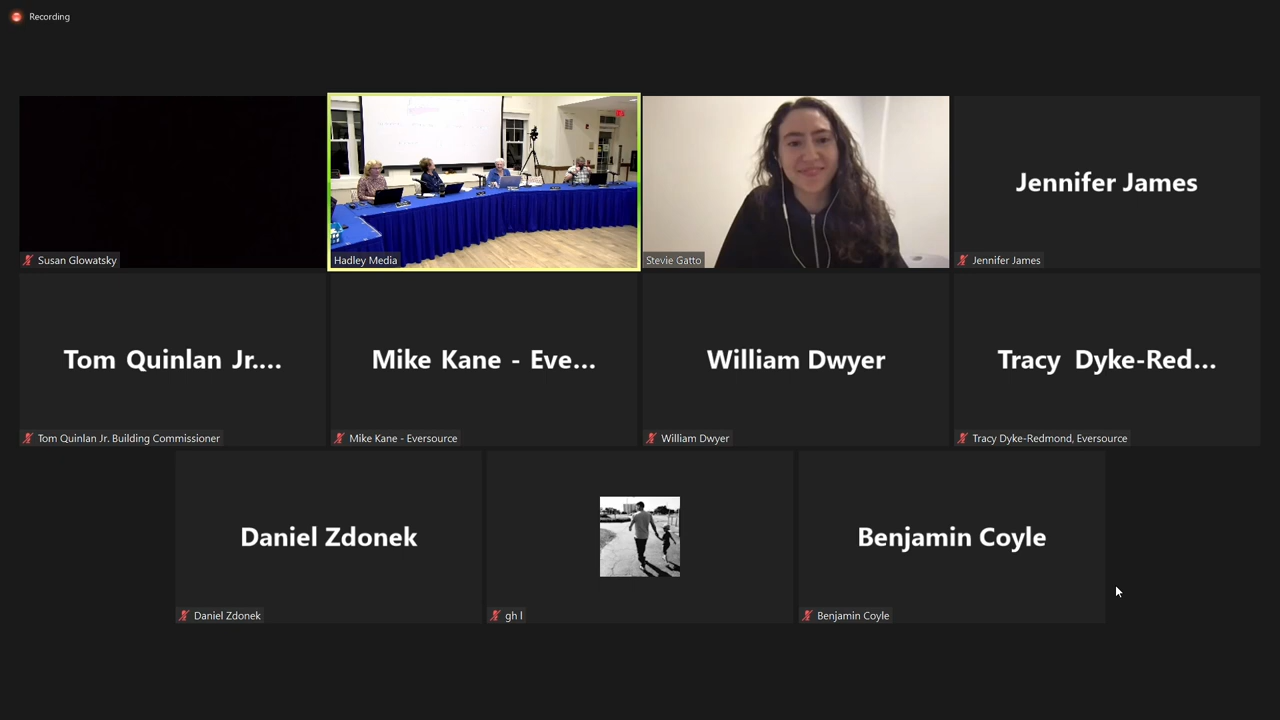 Recording
Susan Glowatsky
Hadley Media
Stevie Gatto
Jennifer James
Jennifer James
Tom Quinlan Jr....
Tom Quinlan Jr. Building Commissioner
Mike Kane - Eve...
Mike Kane - Eversource
William Dwyer
William Dwyer
Tracy Dyke-Red...
Tracy Dyke-Redmond, Eversource
Daniel Zdonek
Daniel Zdonek
gh l
Benjamin Coyle
Benjamin Coyle